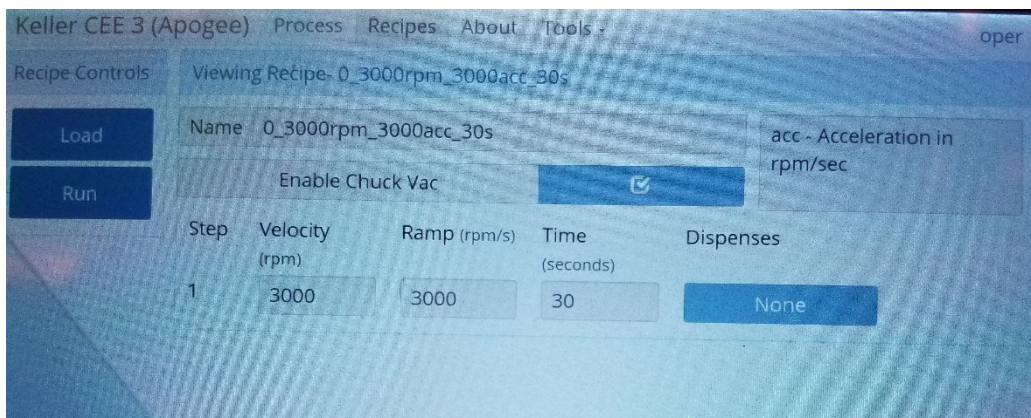 Keller CEE 3 (Apogee) Process Recipes About Tools oper
Recipe Controls
Viewing Recipe- 0_3000rpm_3000acc_30s
Load
Run
Name 0_3000rpm_3000acc_30s
acc - Acceleration in
rpm/sec
Enable Chuck Vac
Step Velocity Ramp (rpm/s) Time Dispenses
(rpm) (seconds)
1 3000 3000 30 None